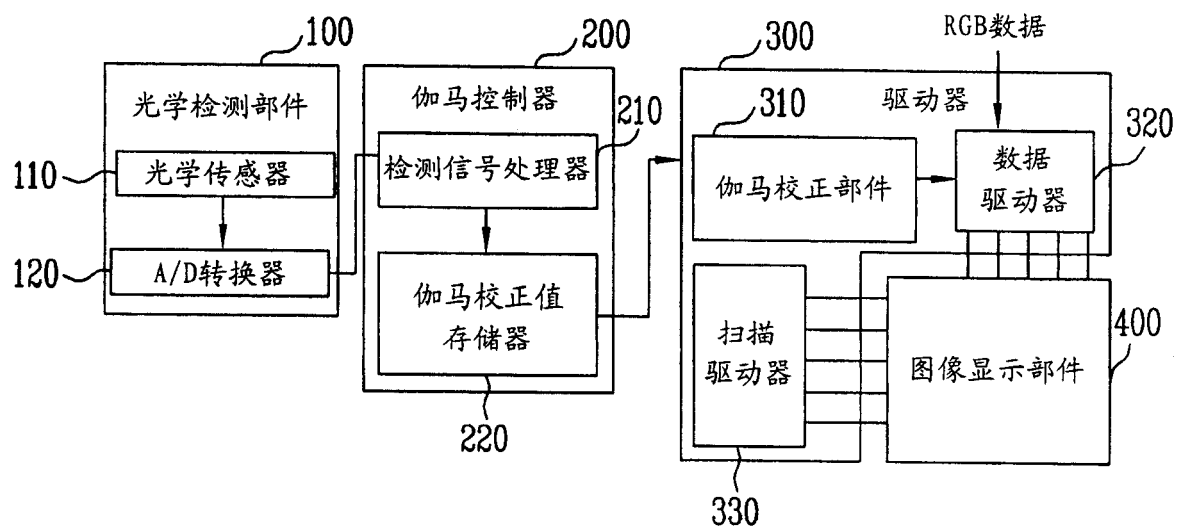 100
光学检测部件
110
光学传感器
120
A/D转换器
200
伽马控制器
210
检测信号处理器
伽马校正值
存储器
220
300
RGB数据
驱动器
310
伽马校正部件
320
数据
驱动器
扫描
驱动器
330
400
图像显示部件